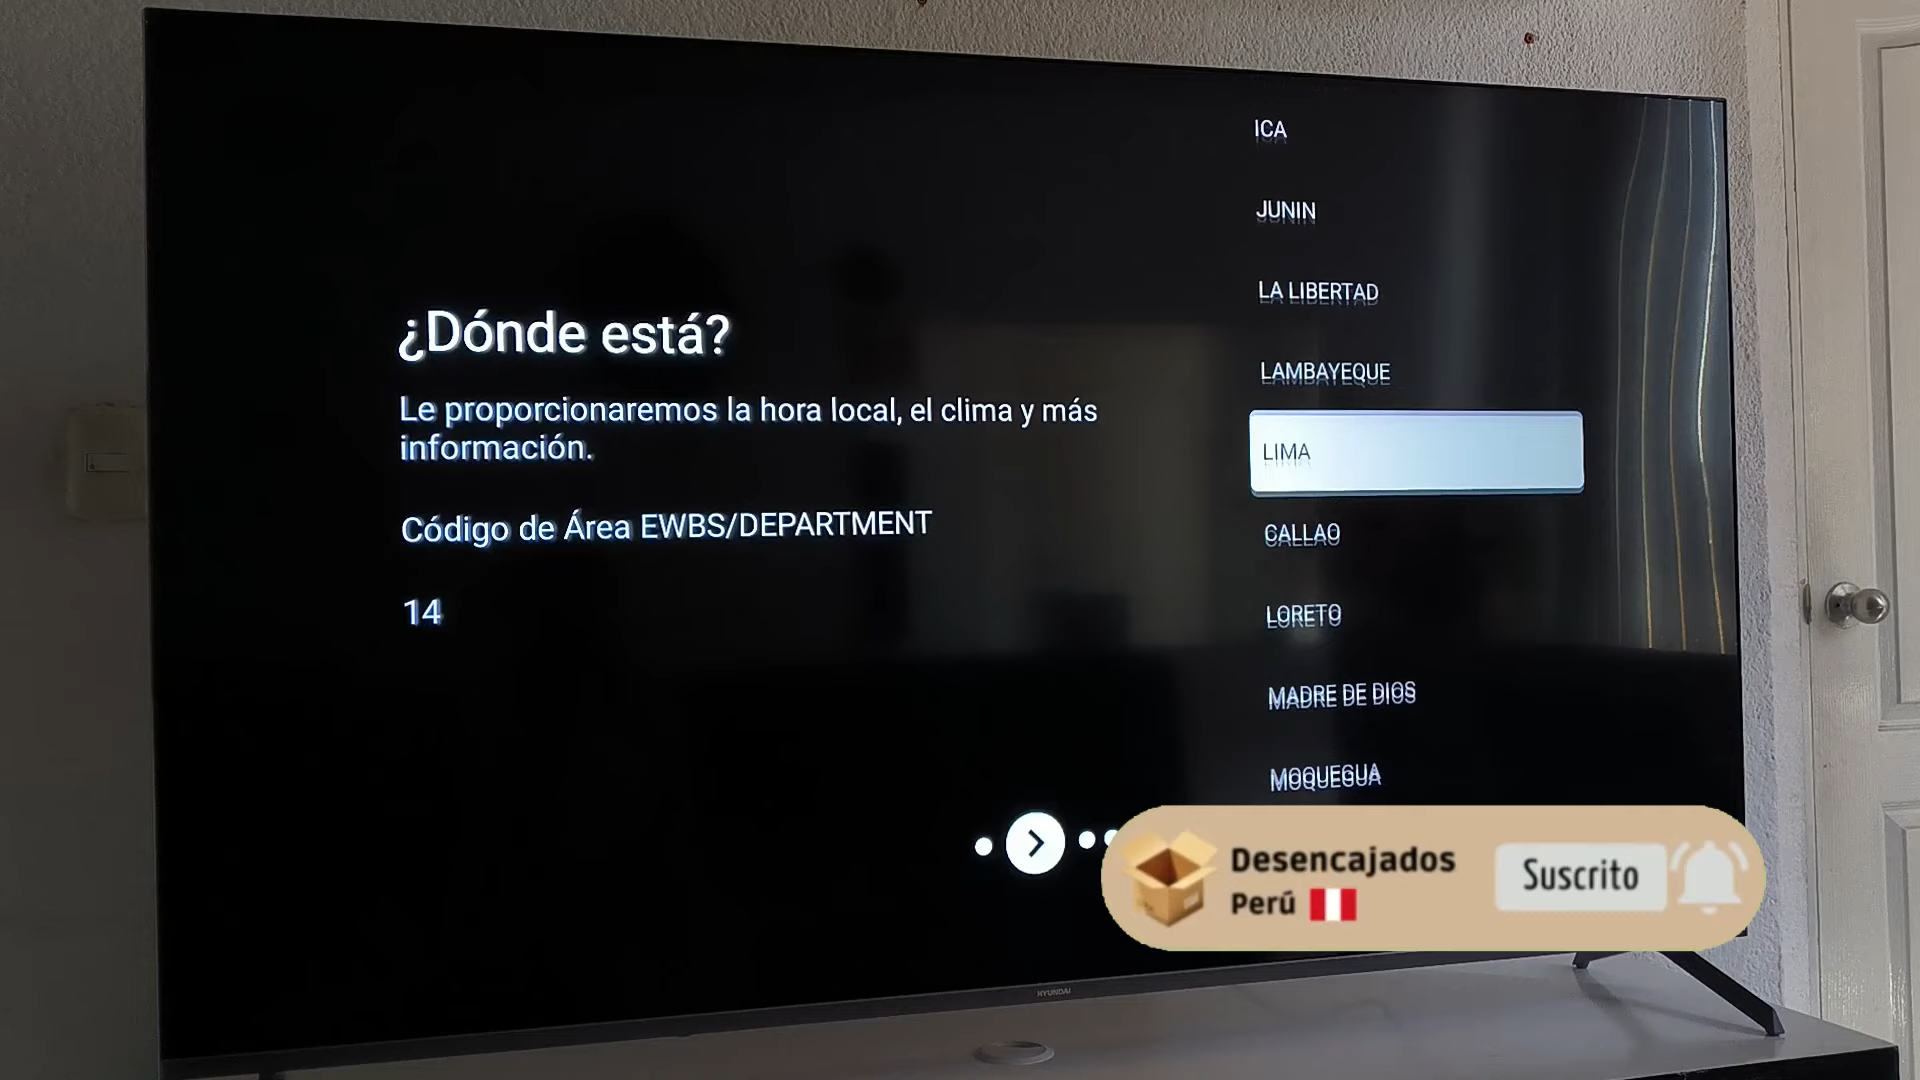 ¿Dónde está?
Le proporcionaremos la hora local, el clima y más
información.
Código de Área EWBS/DEPARTMENT
14
ICA
JUNIN
LA LIBERTAD
LAMBAYEQUE
LIMA
CALLAO
LORETO
MADRE DE DIOS
MOQUEGUA
Desencajados
Perú
Suscrito
HYUNDAI